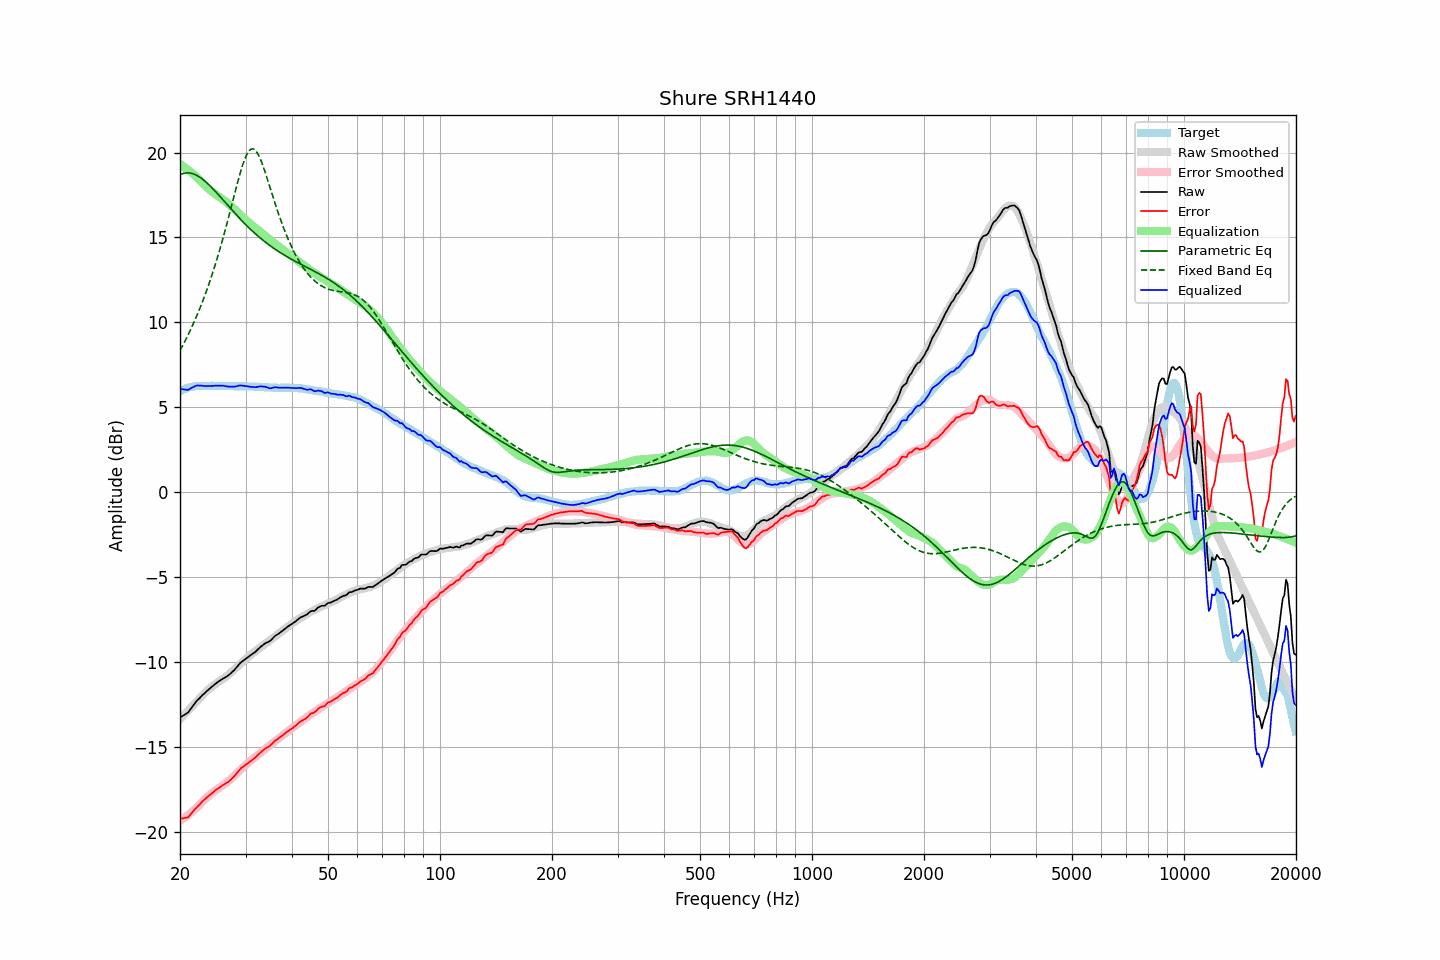 Shure SRH1440
Target
Raw Smoothed
Error Smoothed
Raw
Error
Equalization
Parametric Eq
Fixed Band Eq
Equalized
Amplitude (dBr)
20
15
10
5
0
−5
−10
−15
−20
20 50 100 200 500 1000 2000 5000 10000 20000
Frequency (Hz)